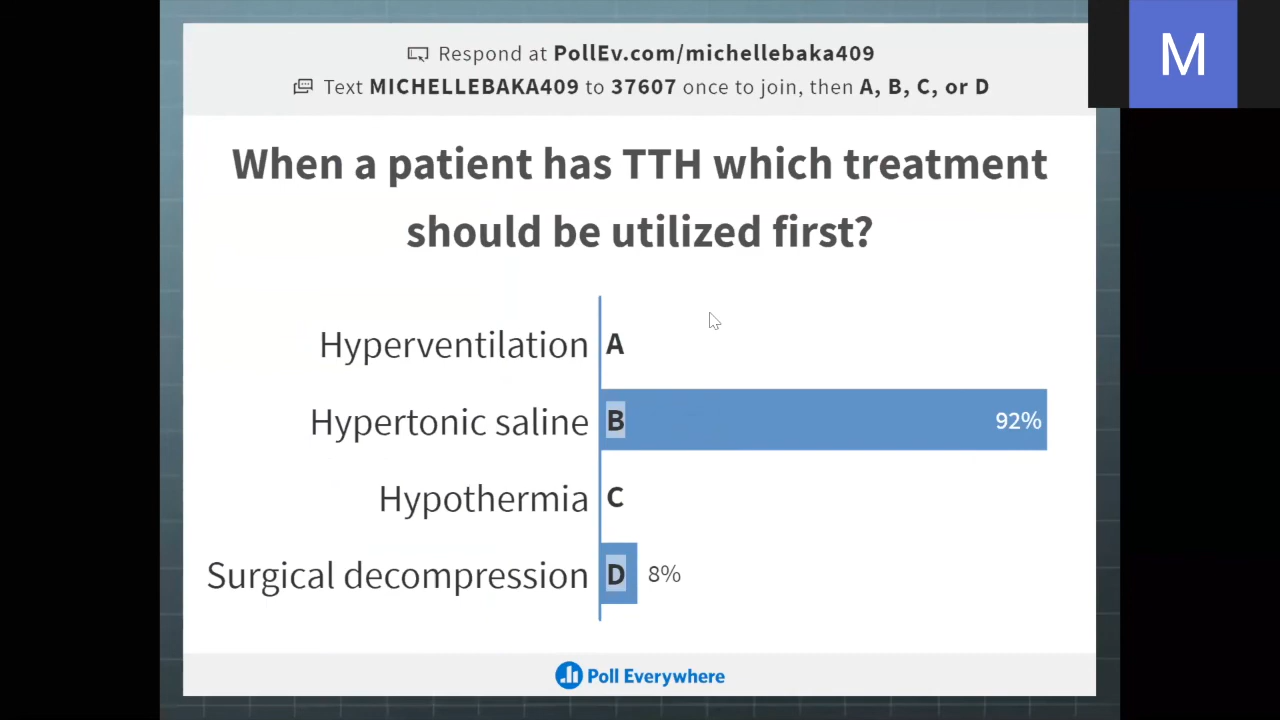 Respond at PollEv.com/michellebaka409
Text MICHELLEBAKA409 to 37607 once to join, then A, B, C, or D
M
When a patient has TTH which treatment
should be utilized first?
Hyperventilation A
Hypertonic saline B 92%
Hypothermia C
Surgical decompression D 8%
Poll Everywhere